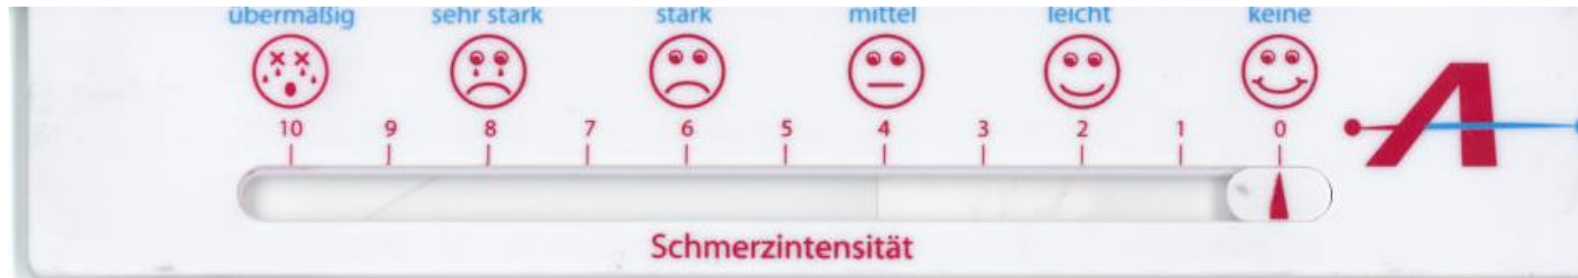 übermäßig sehr stark stark mittel leicht keine
10 9 8 7 6 5 4 3 2 1 0
Schmerzintensität